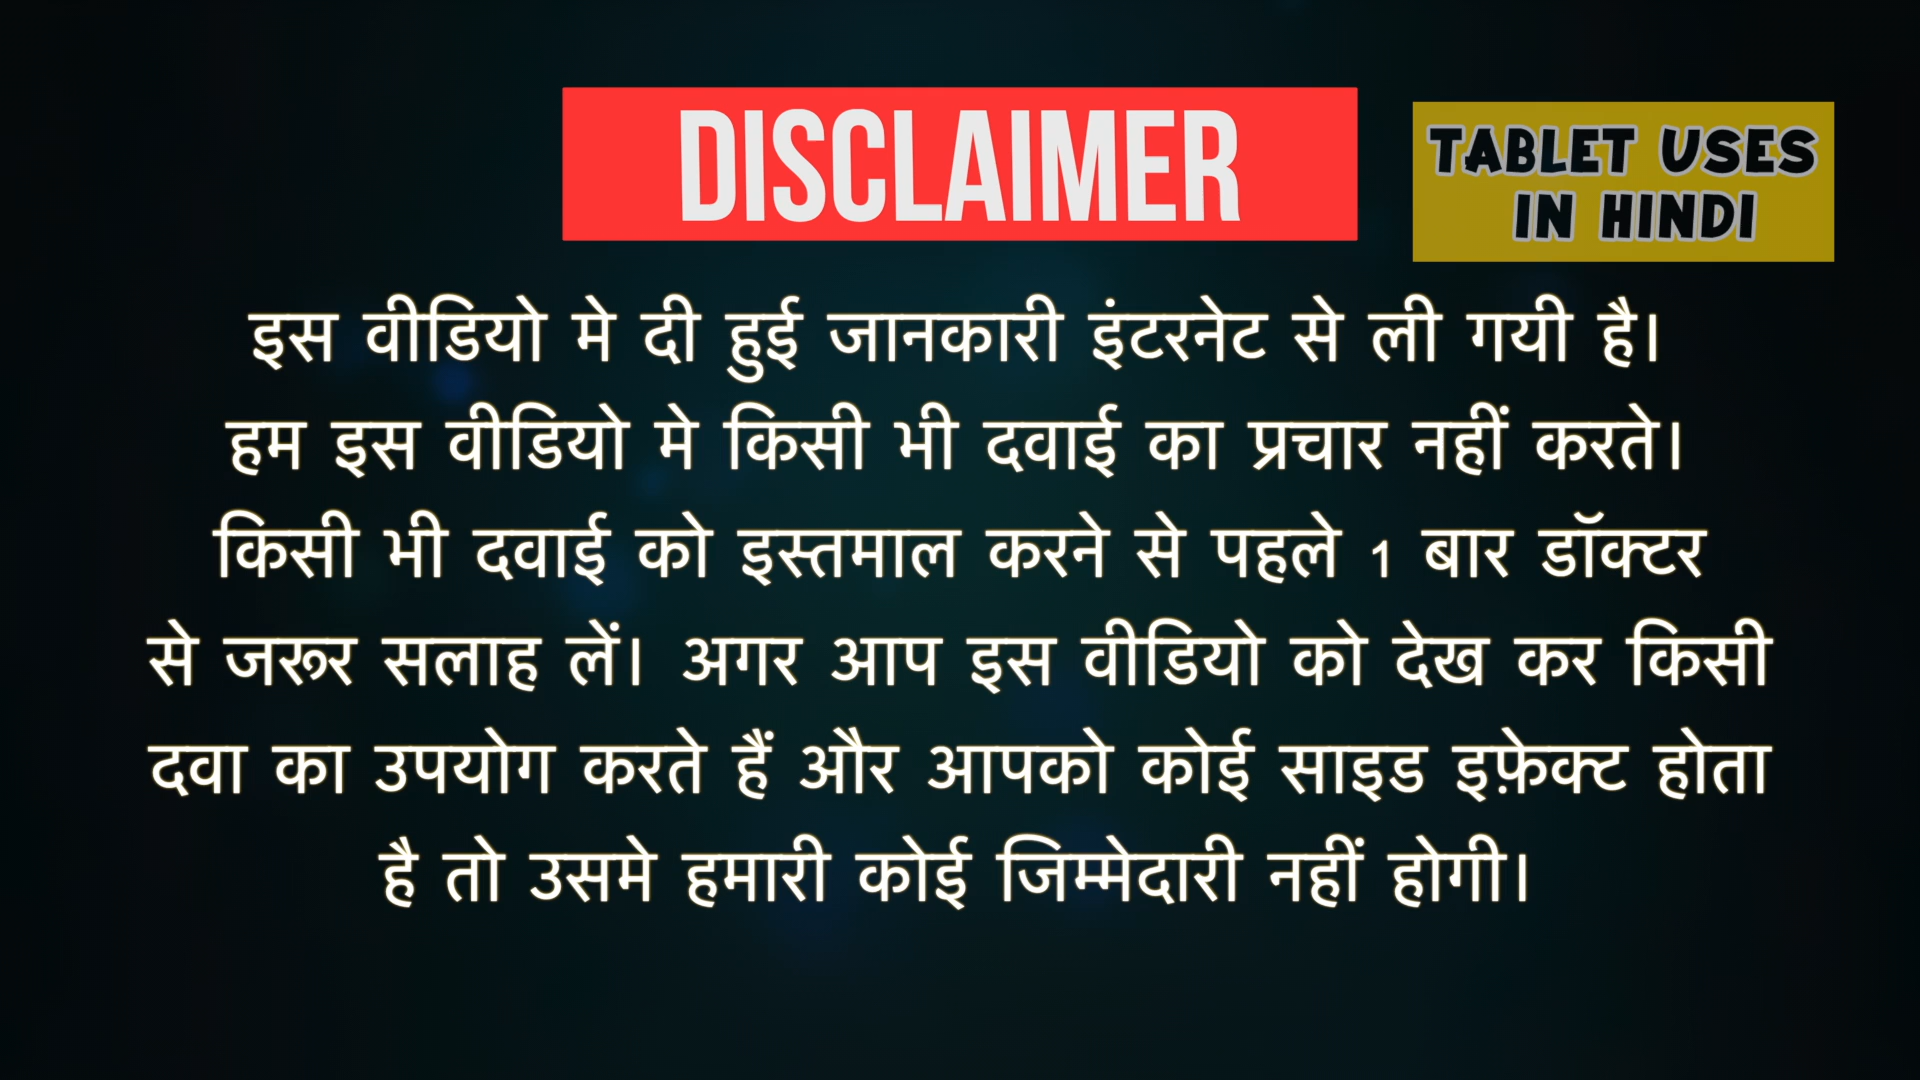 DISCLAIMER
TABLET USES
IN HINDI
इस वीडियो मे दी हुई जानकारी इंटरनेट से ली गयी है।
हम इस वीडियो मे किसी भी दवाई का प्रचार नहीं करते।
किसी भी दवाई को इस्तमाल करने से पहले 1 बार डॉक्टर
से जरूर सलाह लें। अगर आप इस वीडियो को देख कर किसी
दवा का उपयोग करते हैं और आपको कोई साइड इफ़ेक्ट होता
है तो उसमे हमारी कोई जिम्मेदारी नहीं होगी।